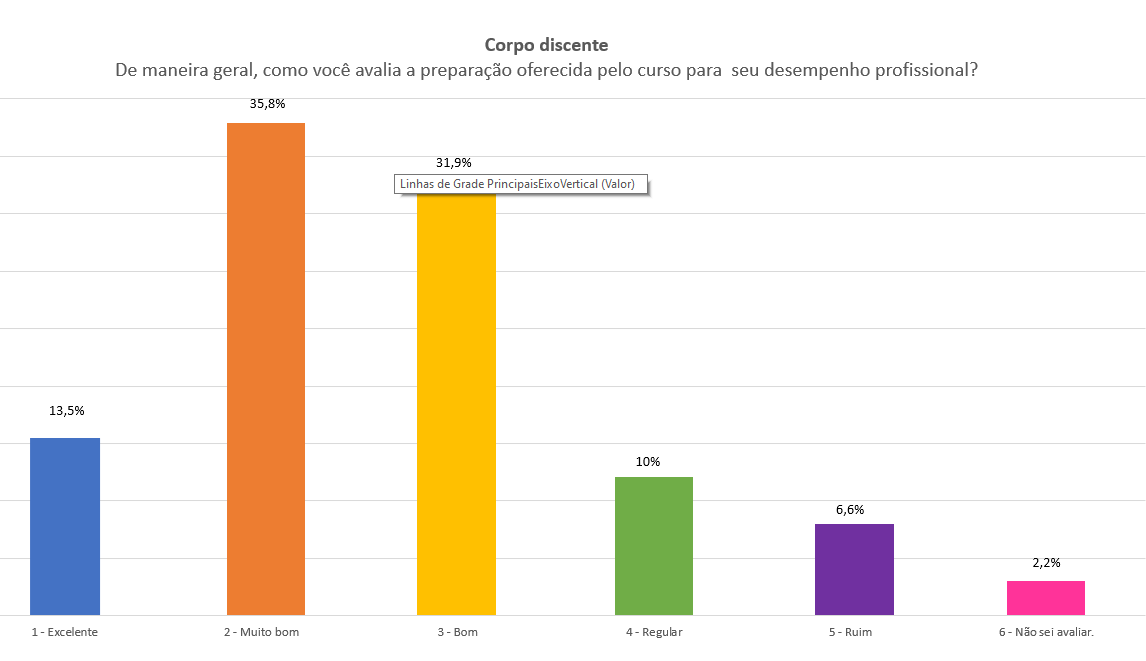 Corpo discente
De maneira geral, como você avalia a preparação oferecida pelo curso para  seu desempenho profissional?
35,8%
31,9%
Linhas de Grade PrincipaisEixoVertical (Valor)
13,5%
10%
6,6%
2,2%
1 - Excelente
2 - Muito bom
3 - Bom
4 - Regular
5 - Ruim
6 - Não sei avaliar.